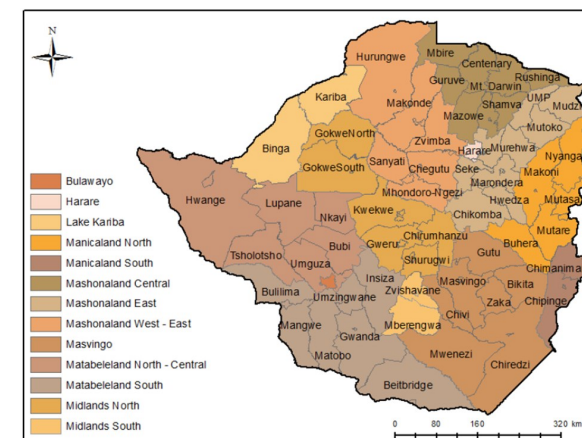 N
Mbire
Hurungwe
Centenary
Rushinga
Guruve
Mt. Darwin
Kariba
UMP
Mudzi
Makonde
Shamva
Mazowe
Mutoko
GokweNorth
Zvimba
Harare
Murehwa
Nyanga
Binga
Sanyati
Chegutu
Seke
Makoni
GokweSouth
Marondera
Mhondoro-Ngezi
Hwedza
Mutasa
Hwange
Lupane
Kwekwe
Chikomba
Nkayi
Mutare
Chirumhanzu
Buhera
Bubi
Gweru
Gutu
Tsholotsho
Shurugwi
Chimanima
Umguza
Insiza
Masvingo
Bikita
Bulilima
Zvishavane
Umzingwane
Zaka
Chipinge
Mangwe
Mberengwa
Chivi
Gwanda
Matobo
Mwenezi
Chiredzi
Beitbridge
Bulawayo
Harare
Lake Kariba
Manicaland North
Manicaland South
Mashonaland Central
Mashonaland East
Mashonaland West - East
Masvingo
Matabeleland North - Central
Matabeleland South
Midlands North
Midlands South
0 80 160 320 km